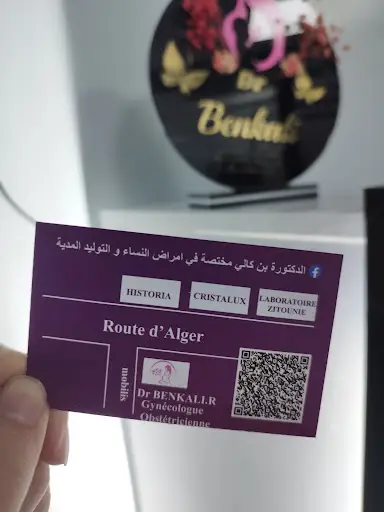 Dr
Benkali
الدكتورة بن كالي مختصة في امراض النساء و التوليد المدية
HISTORIA
CRISTALUX
LABORATOIRE
ZITOUNIE
Route d'Alger
mobilis
Dr BENKALI.R
Gynécologue
Obstétricienne